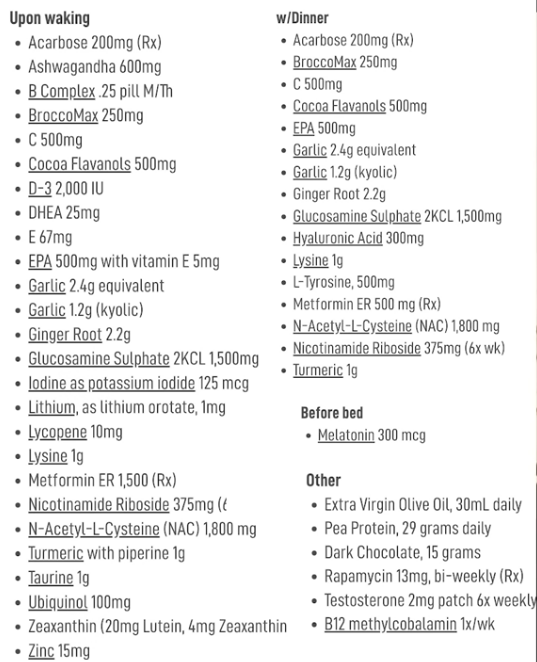 Upon waking
• Acarbose 200mg (Rx)
• Ashwagandha 600mg
• B Complex .25 pill M/Th
• BroccoMax 250mg
• C 500mg
• Cocoa Flavanols 500mg
• D-3 2,000 IU
• DHEA 25mg
• E 67mg
• EPA 500mg with vitamin E 5mg
• Garlic 2.4g equivalent
• Garlic 1.2g (kyolic)
• Ginger Root 2.2g
• Glucosamine Sulphate 2KCL 1,500mg
• Iodine as potassium iodide 125 mcg
• Lithium, as lithium orotate, 1mg
• Lycopene 10mg
• Lysine 1g
• Metformin ER 1,500 (Rx)
• Nicotinamide Riboside 375mg (6
• N-Acetyl-L-Cysteine (NAC) 1,800 mg
• Turmeric with piperine 1g
• Taurine 1g
• Ubiquinol 100mg
• Zeaxanthin (20mg Lutein, 4mg Zeaxanthin
• Zinc 15mg
w/Dinner
• Acarbose 200mg (Rx)
• BroccoMax 250mg
• C 500mg
• Cocoa Flavanols 500mg
• EPA 500mg
• Garlic 2.4g equivalent
• Garlic 1.2g (kyolic)
• Ginger Root 2.2g
• Glucosamine Sulphate 2KCL 1,500mg
• Hyaluronic Acid 300mg
• Lysine 1g
• L-Tyrosine, 500mg
• Metformin ER 500 mg (Rx)
• N-Acetyl-L-Cysteine (NAC) 1,800 mg
• Nicotinamide Riboside 375mg (6x wk)
• Turmeric 1g
Before bed
• Melatonin 300 mcg
Other
• Extra Virgin Olive Oil, 30mL daily
• Pea Protein, 29 grams daily
• Dark Chocolate, 15 grams
• Rapamycin 13mg, bi-weekly (Rx)
• Testosterone 2mg patch 6x weekly
• B12 methylcobalamin 1x/wk